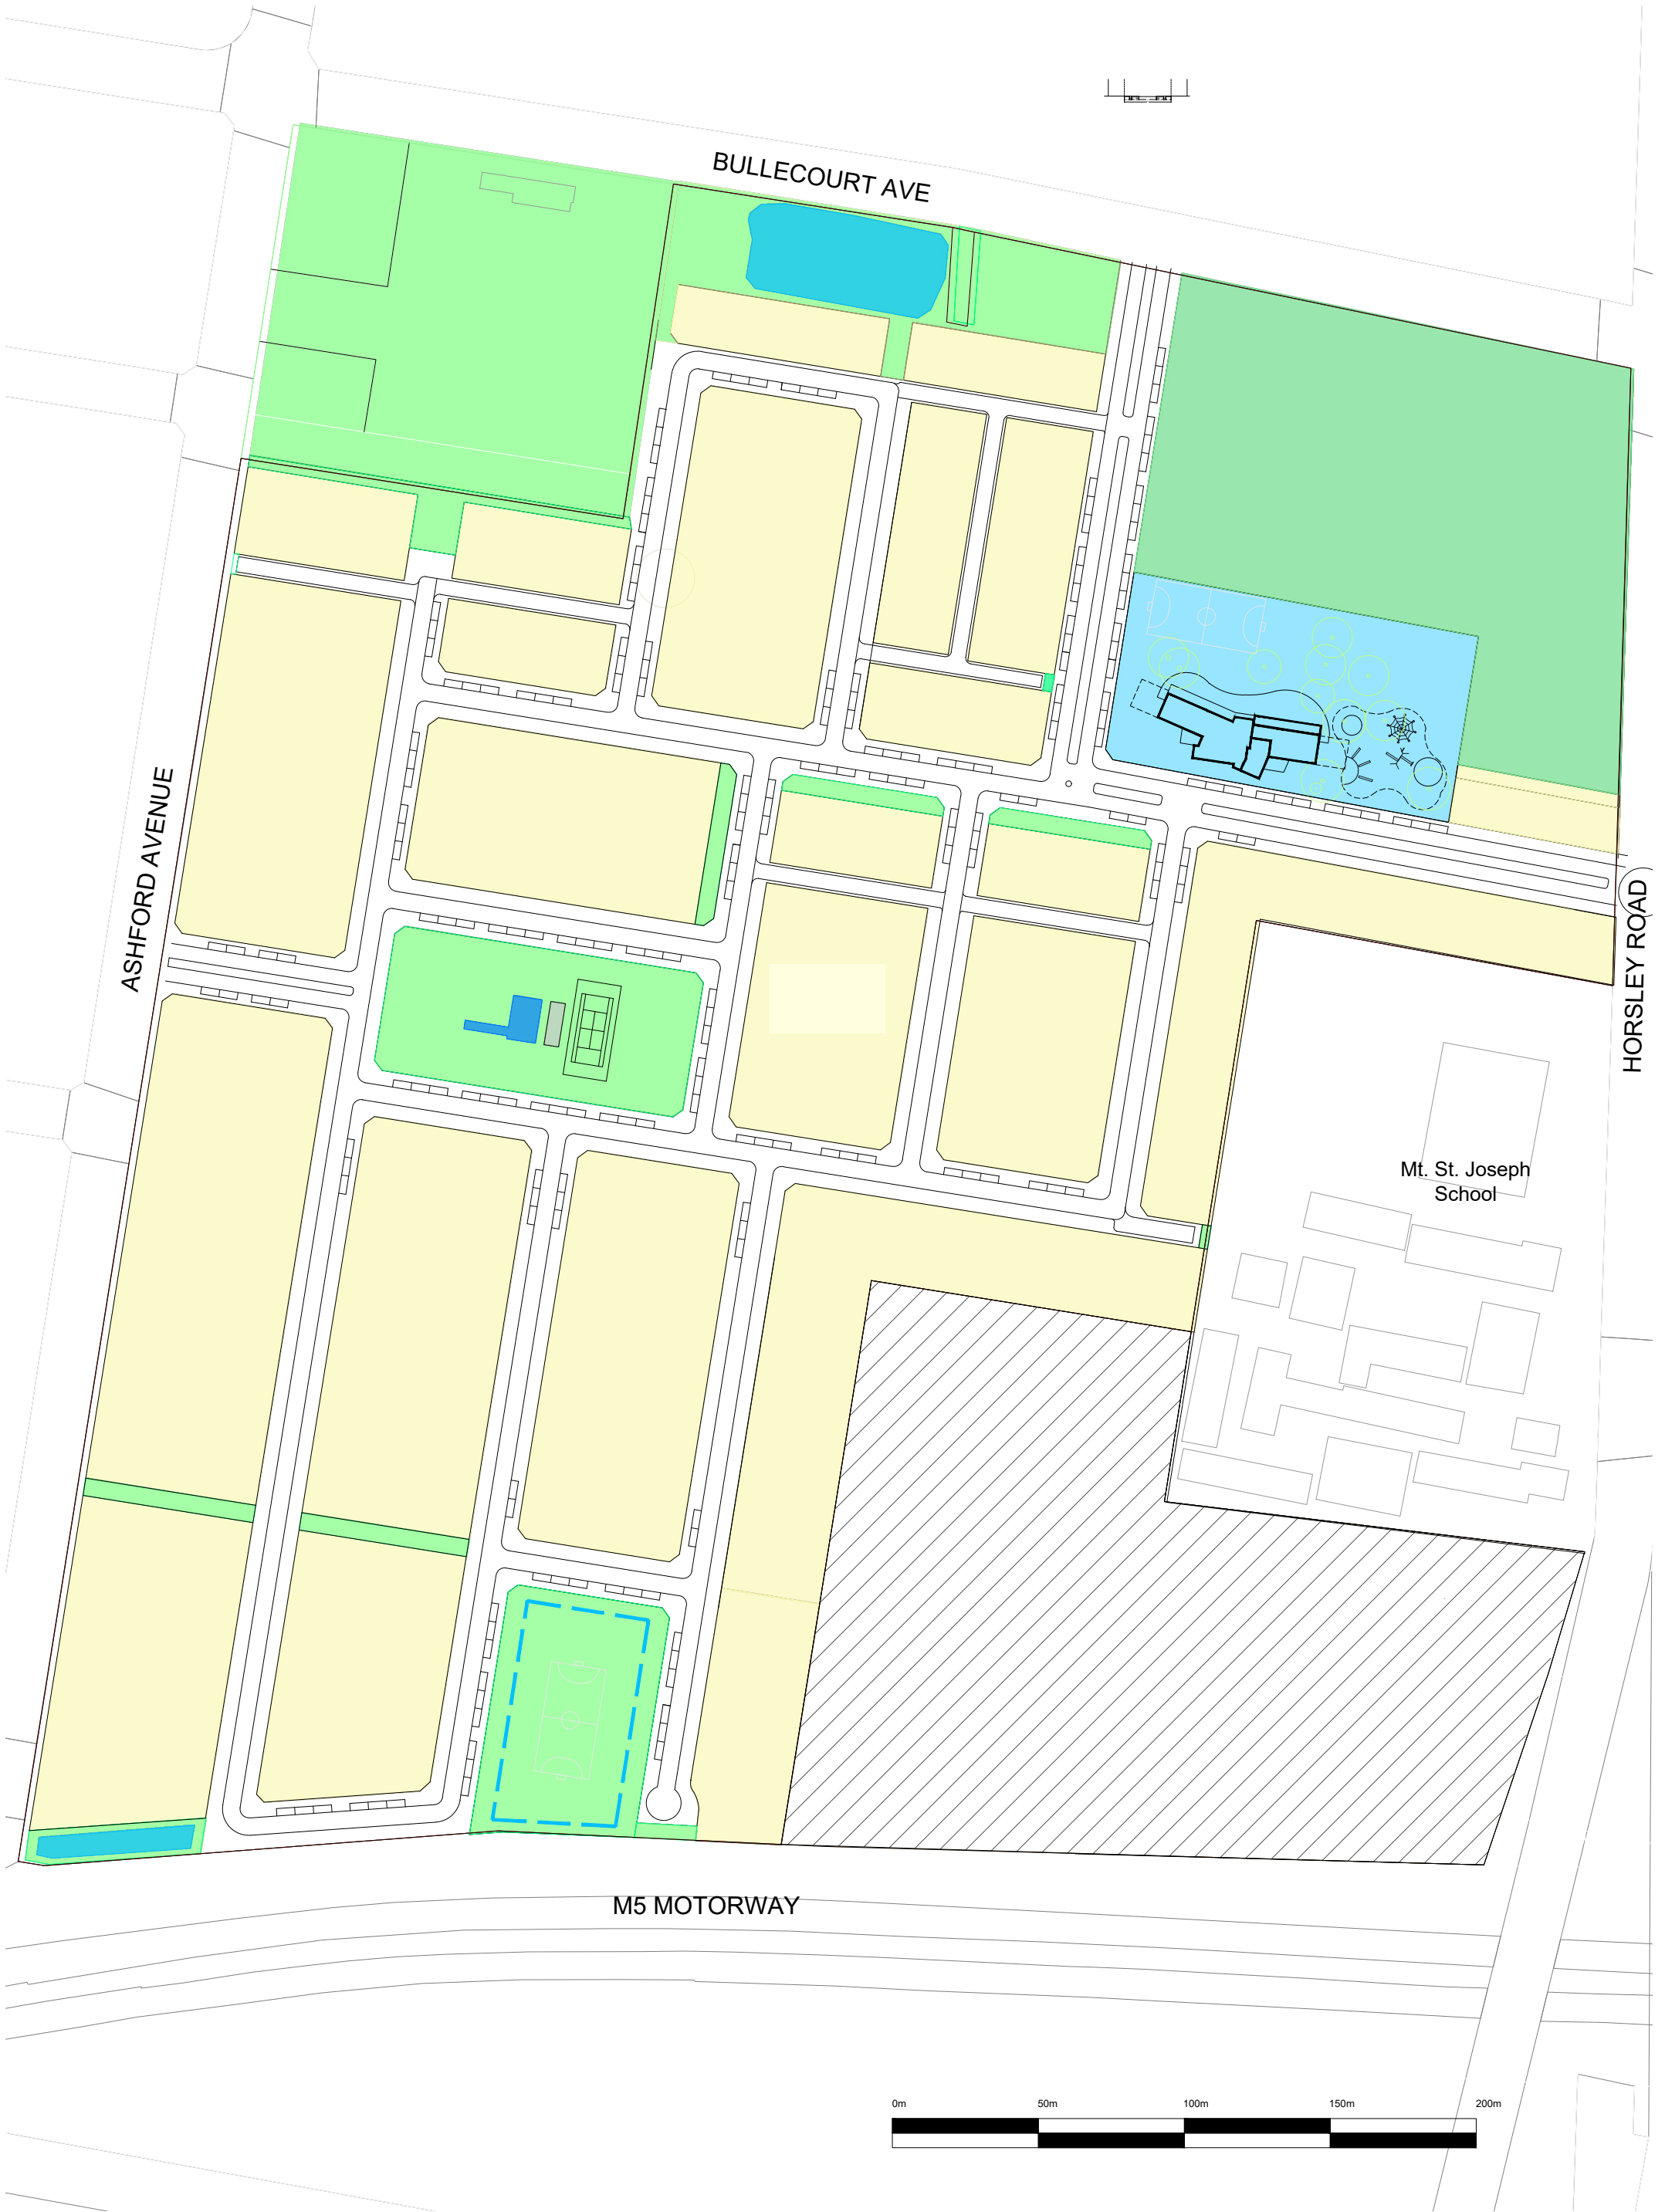 BULLECOURT AVE
ASHFORD AVENUE
HORSLEY ROAD
Mt. St. Joseph
School
M5 MOTORWAY
0m 50m 100m 150m 200m